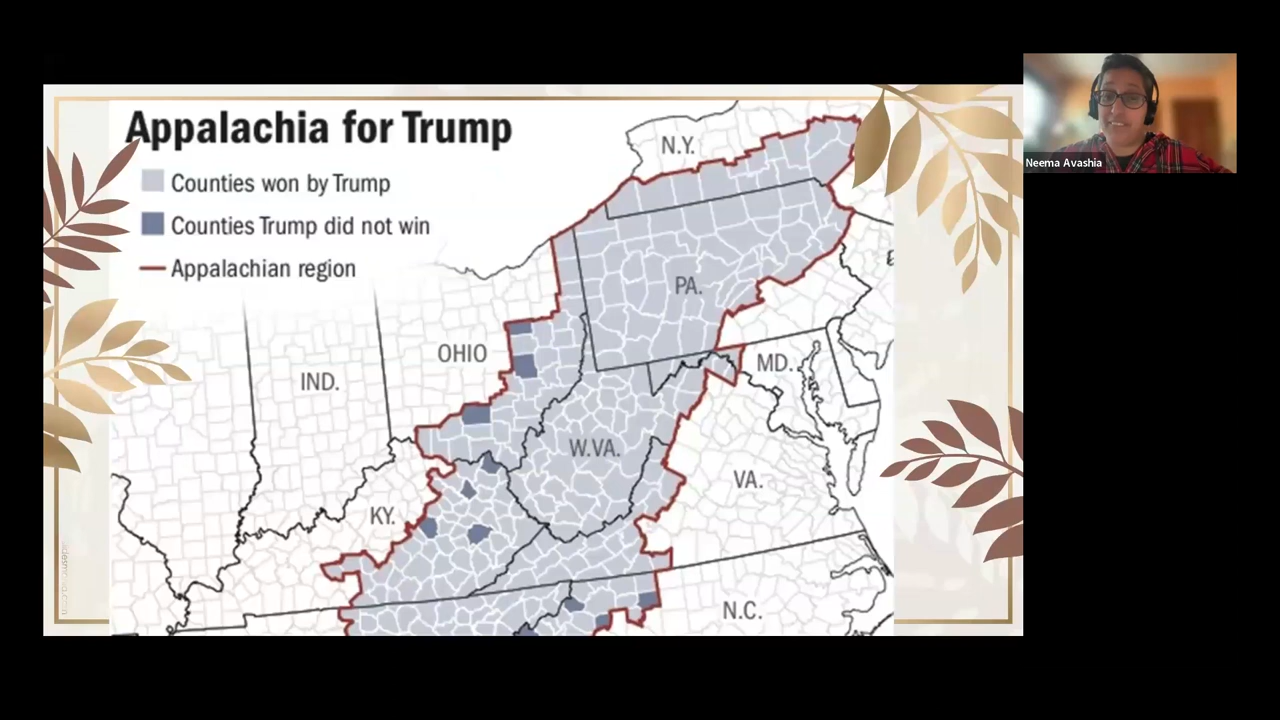 Appalachia for Trump
Counties won by Trump
Counties Trump did not win
Appalachian region
N.Y.
PA.
OHIO
MD.
IND.
W.VA.
VA.
KY.
N.C.
Neema Avashia